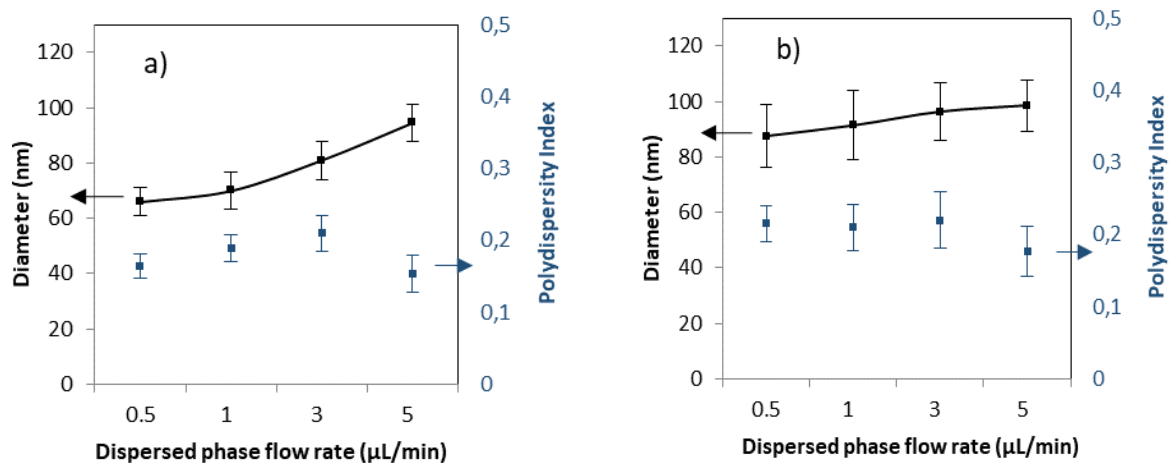 a)
Diameter (nm)
120
100
80
60
40
20
0
0,5
0,4
0,3
0,2
0,1
0
Polydispersity Index
0.5 1 3 5
Dispersed phase flow rate (µL/min)
b)
Diameter (nm)
120
100
80
60
40
20
0
0,5
0,4
0,3
0,2
0,1
0
Polydispersity Index
0.5 1 3 5
Dispersed phase flow rate (µL/min)